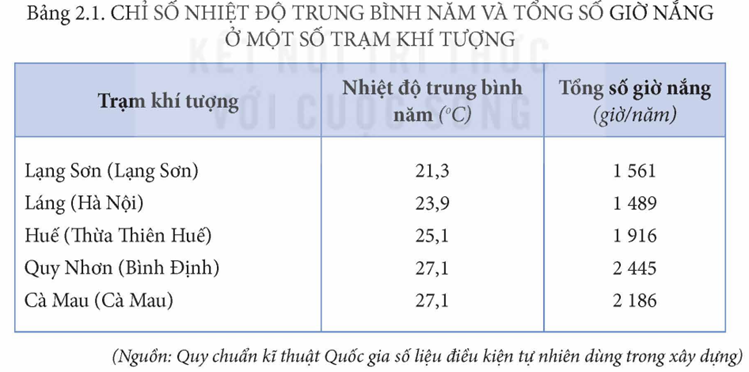 Bảng 2.1. CHỈ SỐ NHIỆT ĐỘ TRUNG BÌNH NĂM VÀ TỔNG SỐ GIỜ NẮNG
Ở MỘT SỐ TRẠM KHÍ TƯỢNG
KẾT NỐI TRI THỨC
VỚI CUỘC SỐNG
Trạm khí tượng Nhiệt độ trung bình năm (°C) Tổng số giờ nắng (giờ/năm)
Lạng Sơn (Lạng Sơn) 21,3 1 561
Láng (Hà Nội) 23,9 1 489
Huế (Thừa Thiên Huế) 25,1 1 916
Quy Nhơn (Bình Định) 27,1 2 445
Cà Mau (Cà Mau) 27,1 2 186
(Nguồn: Quy chuẩn kĩ thuật Quốc gia số liệu điều kiện tự nhiên dùng trong xây dựng)